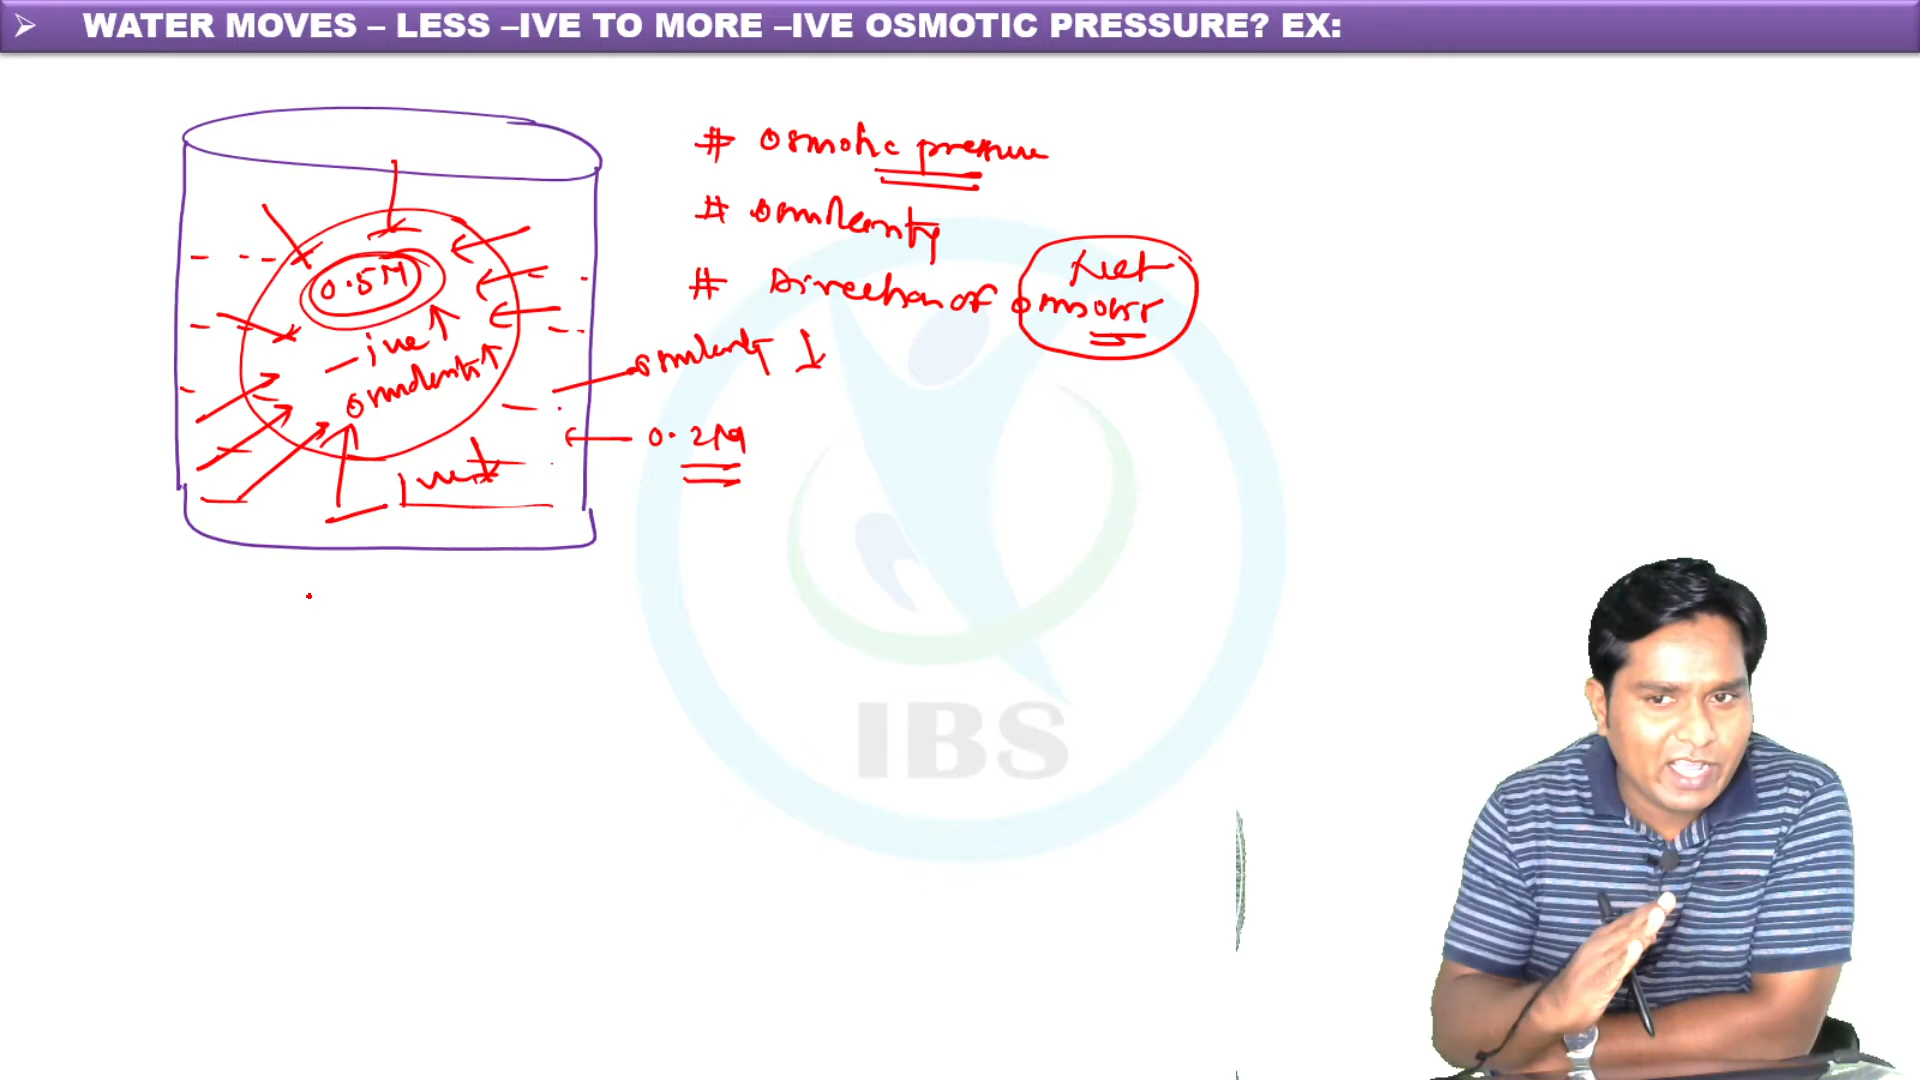 WATER MOVES – LESS –IVE TO MORE –IVE OSMOTIC PRESSURE? EX:
# osmotic pressure
# osmolarity
# Direction of osmosis
Net
0.5M
-ive ↑
osmolarity ↑
osmolarity ↓
0.2M
IBS